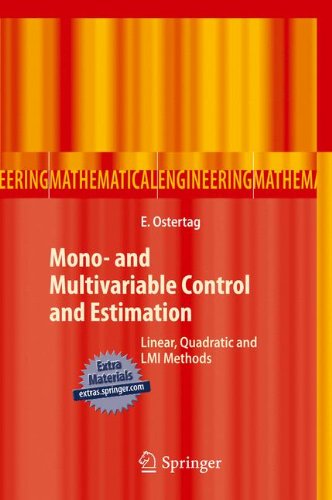 EERINGMATHEMATICALENGINEERINGMATHEMA
E. Ostertag
Mono- and
Multivariable Control
and Estimation
Linear, Quadratic and
LMI Methods
Extra
Materials
extras.springer.com
Springer